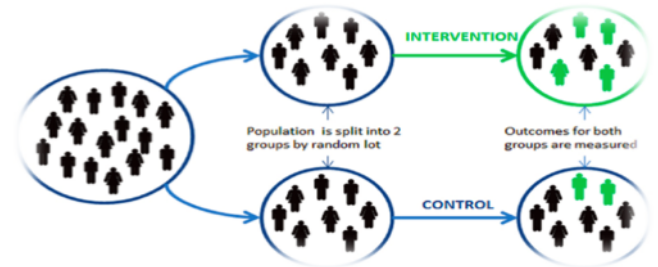 INTERVENTION
Population is split into 2
groups by random lot
Outcomes for both
groups are measured
CONTROL